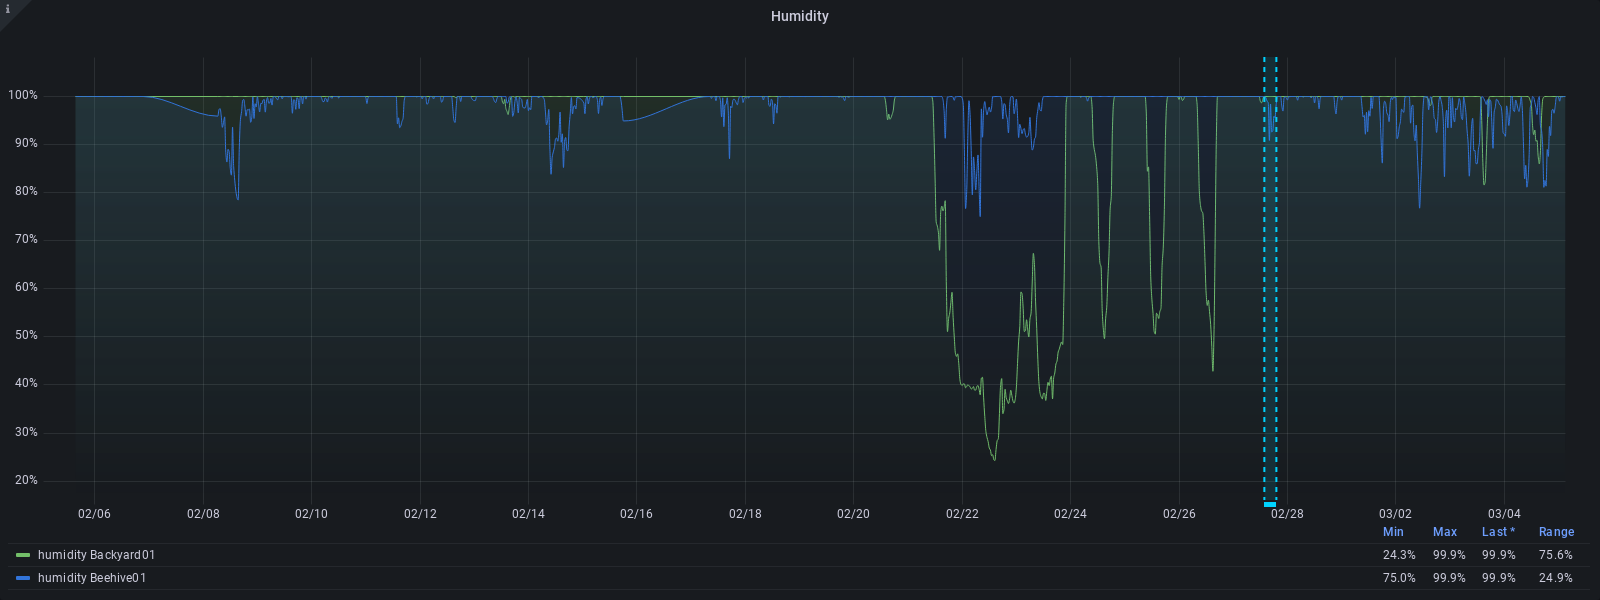 i
Humidity
100%
90%
80%
70%
60%
50%
40%
30%
20%
02/06 02/08 02/10 02/12 02/14 02/16 02/18 02/20 02/22 02/24 02/26 02/28 03/02 03/04
Min Max Last * Range
humidity Backyard01 24.3% 99.9% 99.9% 75.6%
humidity Beehive01 75.0% 99.9% 99.9% 24.9%